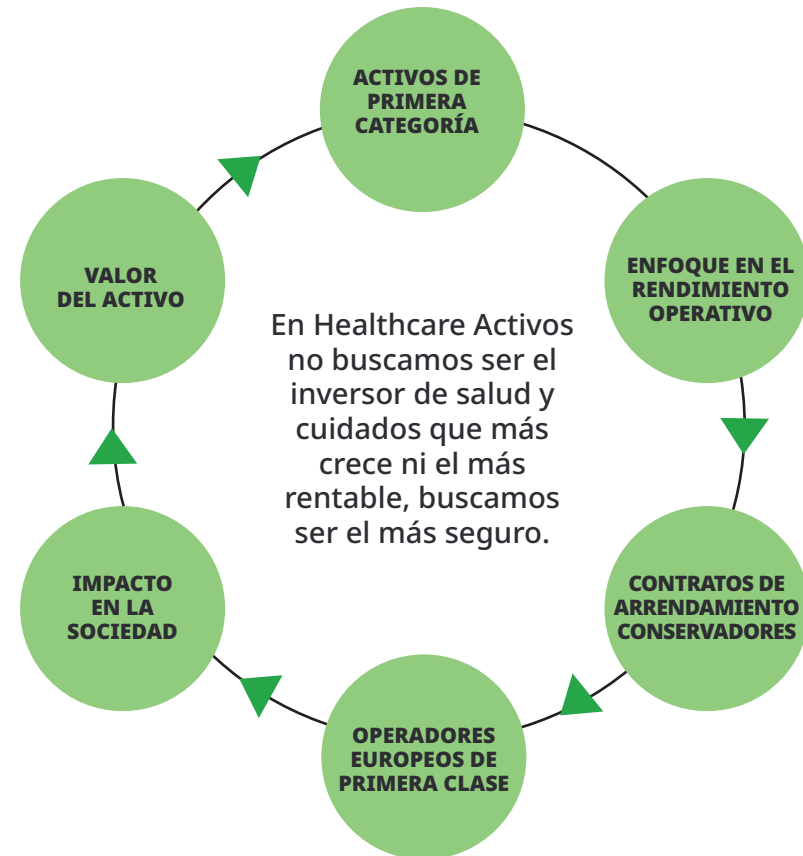 ACTIVOS DE
PRIMERA
CATEGORÍA
ENFOQUE EN EL
RENDIMIENTO
OPERATIVO
CONTRATOS DE
ARRENDAMIENTO
CONSERVADORES
OPERADORES
EUROPEOS DE
PRIMERA CLASE
IMPACTO
EN LA
SOCIEDAD
VALOR
DEL ACTIVO
En Healthcare Activos
no buscamos ser el
inversor de salud y
cuidados que más
crece ni el más
rentable, buscamos
ser el más seguro.